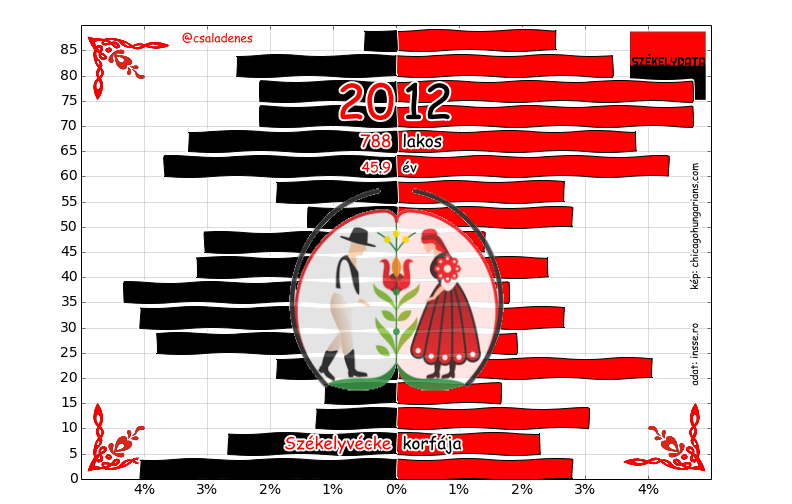 @csaladenes
SZÉKELYDATA
2012
788 lakos
45.9 év
kép: chicagohungarians.com
adat: insse.ro
Székelyvécke korfája
85
80
75
70
65
60
55
50
45
40
35
30
25
20
15
10
5
0
4% 3% 2% 1% 0% 1% 2% 3% 4%